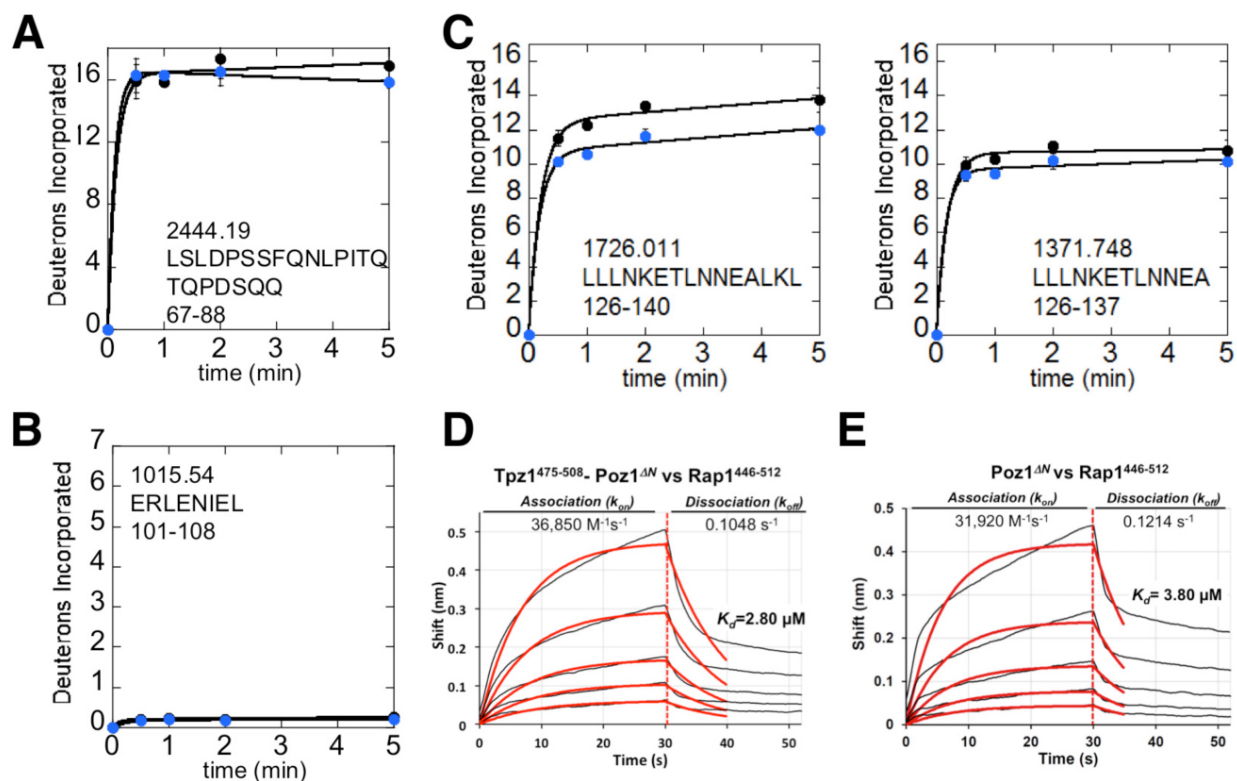 A
Deuterons Incorporated
16
12
8
4
0
2444.19
LSLDPSSFQNLPITQ
TQPDSQQ
67-88
0 1 2 3 4 5
time (min)
C
Deuterons Incorporated
16
14
12
10
8
6
4
2
0
1726.011
LLLNKETLNNEALKL
126-140
0 1 2 3 4 5
time (min)
Deuterons Incorporated
16
14
12
10
8
6
4
2
0
1371.748
LLLNKETLNNEA
126-137
0 1 2 3 4 5
time (min)
B
Deuterons Incorporated
7
6
5
4
3
2
1
0
1015.54
ERLENIEL
101-108
0 1 2 3 4 5
time (min)
D
Tpz1475-508- Poz1ΔN vs Rap1446-512
Association (kon) Dissociation (koff)
36,850 M-1s-1 0.1048 s-1
Shift (nm)
0.5
0.4
0.3
0.2
0.1
0
Kd=2.80 μM
0 10 20 30 40 50
Time (s)
E
Poz1ΔN vs Rap1446-512
Association (kon) Dissociation (koff)
31,920 M-1s-1 0.1214 s-1
Shift (nm)
0.5
0.4
0.3
0.2
0.1
0
Kd= 3.80 μM
0 10 20 30 40 50
Time (s)